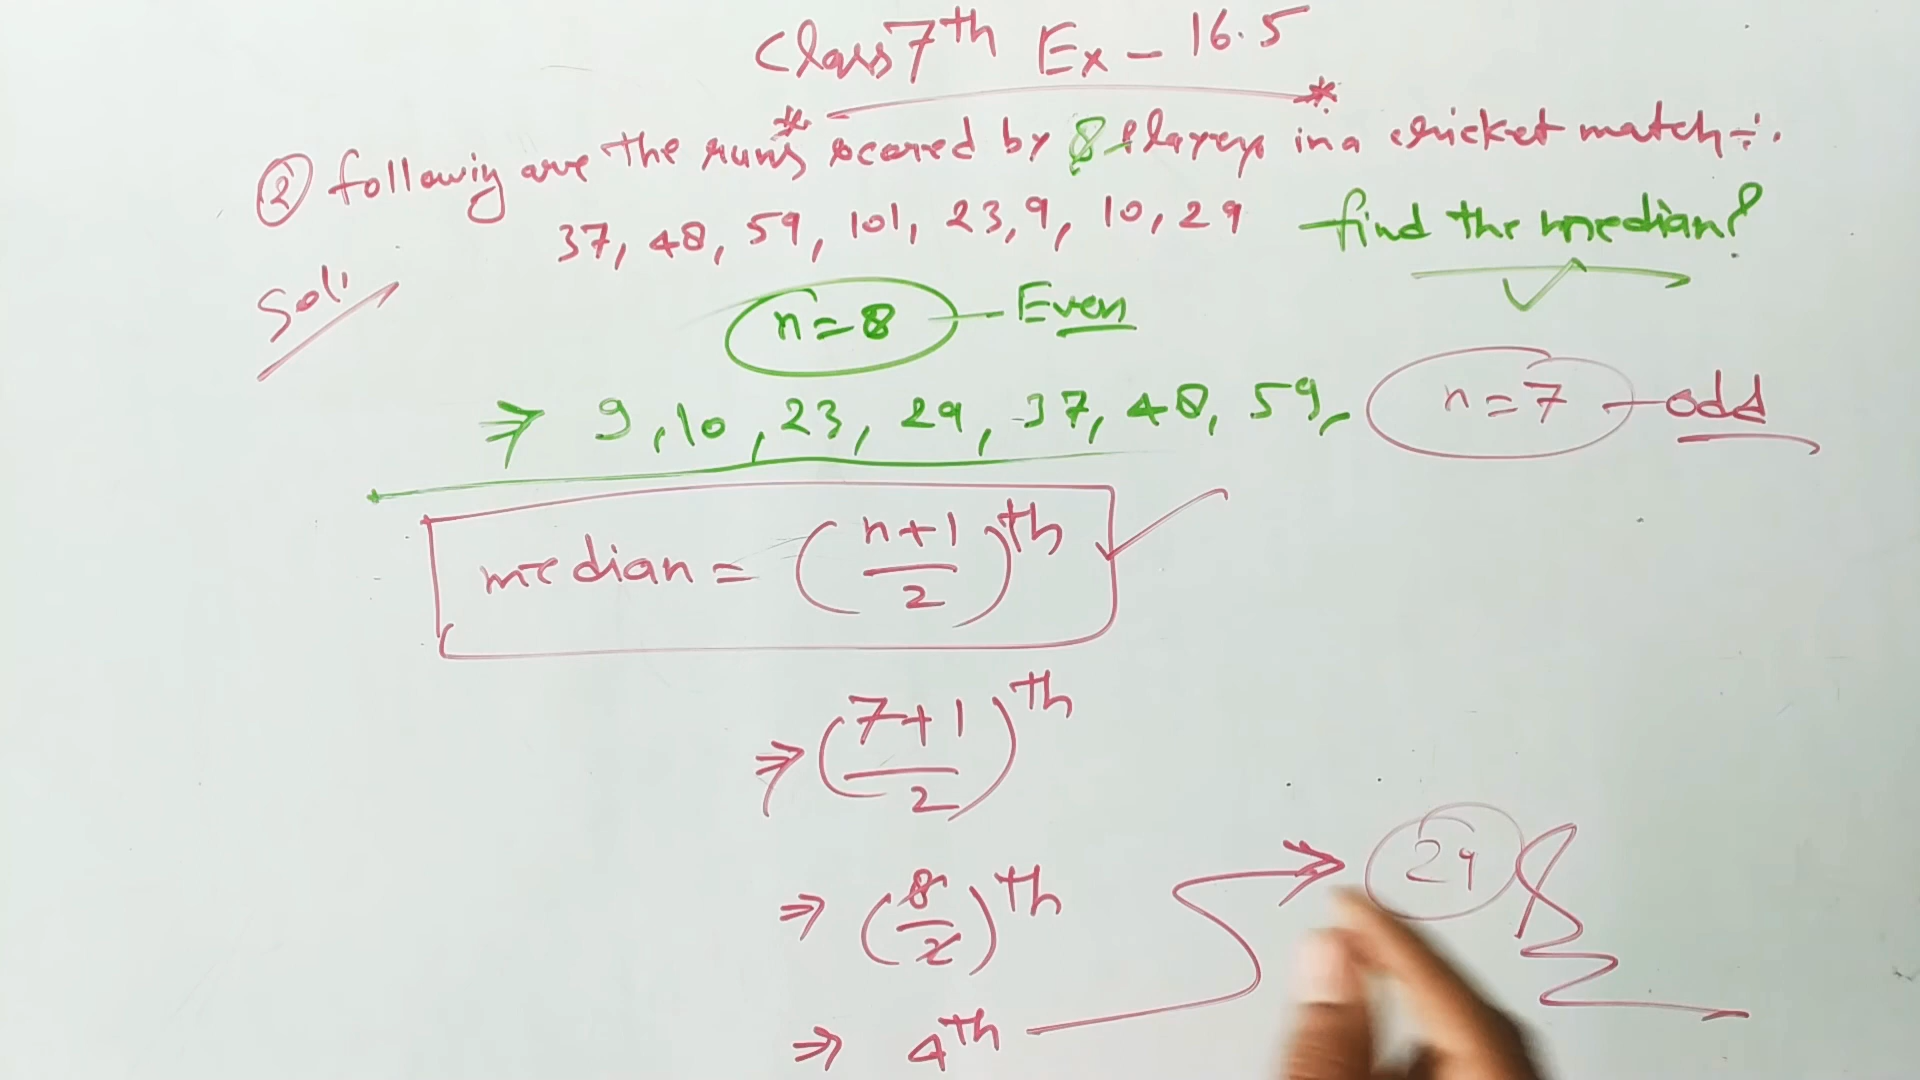 Class 7th Ex - 16.5
② following are the runs scored by 8 players in a cricket match ÷.
37, 48, 59, 101, 23, 9, 10, 29 find the median?
Sol:
n=8 - Even
⇒ 9, 10, 23, 29, 37, 48, 59, n=7 - odd
median = (n+1/2)th
⇒ (7+1/2)th
⇒ (8/2)th
⇒ 4th
29